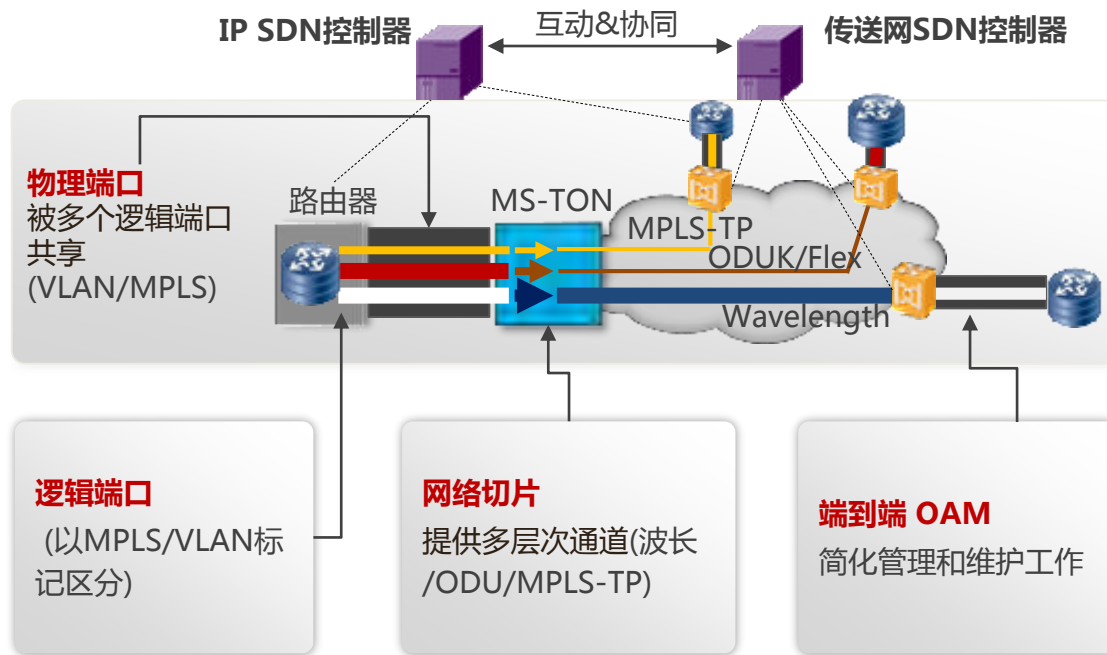 IP SDN控制器
互动&协同
传送网SDN控制器
物理端口
被多个逻辑端口
共享
(VLAN/MPLS)
路由器
MS-TON
MPLS-TP
ODUK/Flex
Wavelength
逻辑端口
(以MPLS/VLAN标
记区分)
网络切片
提供多层次通道(波长
/ODU/MPLS-TP)
端到端 OAM
简化管理和维护工作